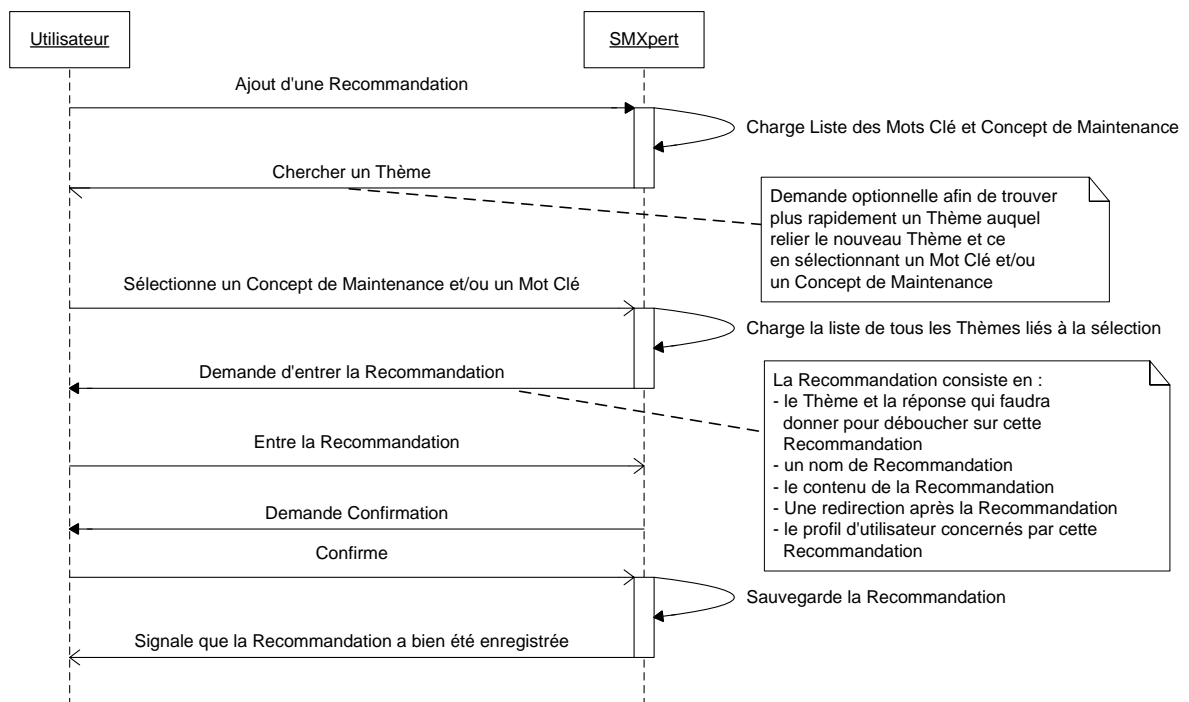 Utilisateur
SMXpert
Ajout d'une Recommandation
Charge Liste des Mots Clé et Concept de Maintenance
Chercher un Thème
Demande optionnelle afin de trouver
plus rapidement un Thème auquel
relier le nouveau Thème et ce
en sélectionnant un Mot Clé et/ou
un Concept de Maintenance
Sélectionne un Concept de Maintenance et/ou un Mot Clé
Charge la liste de tous les Thèmes liés à la sélection
Demande d'entrer la Recommandation
La Recommandation consiste en :
- le Thème et la réponse qui faudra
donner pour déboucher sur cette
Recommandation
- un nom de Recommandation
- le contenu de la Recommandation
- Une redirection après la Recommandation
- le profil d'utilisateur concernés par cette
Recommandation
Entre la Recommandation
Demande Confirmation
Confirme
Sauvegarde la Recommandation
Signale que la Recommandation a bien été enregistrée